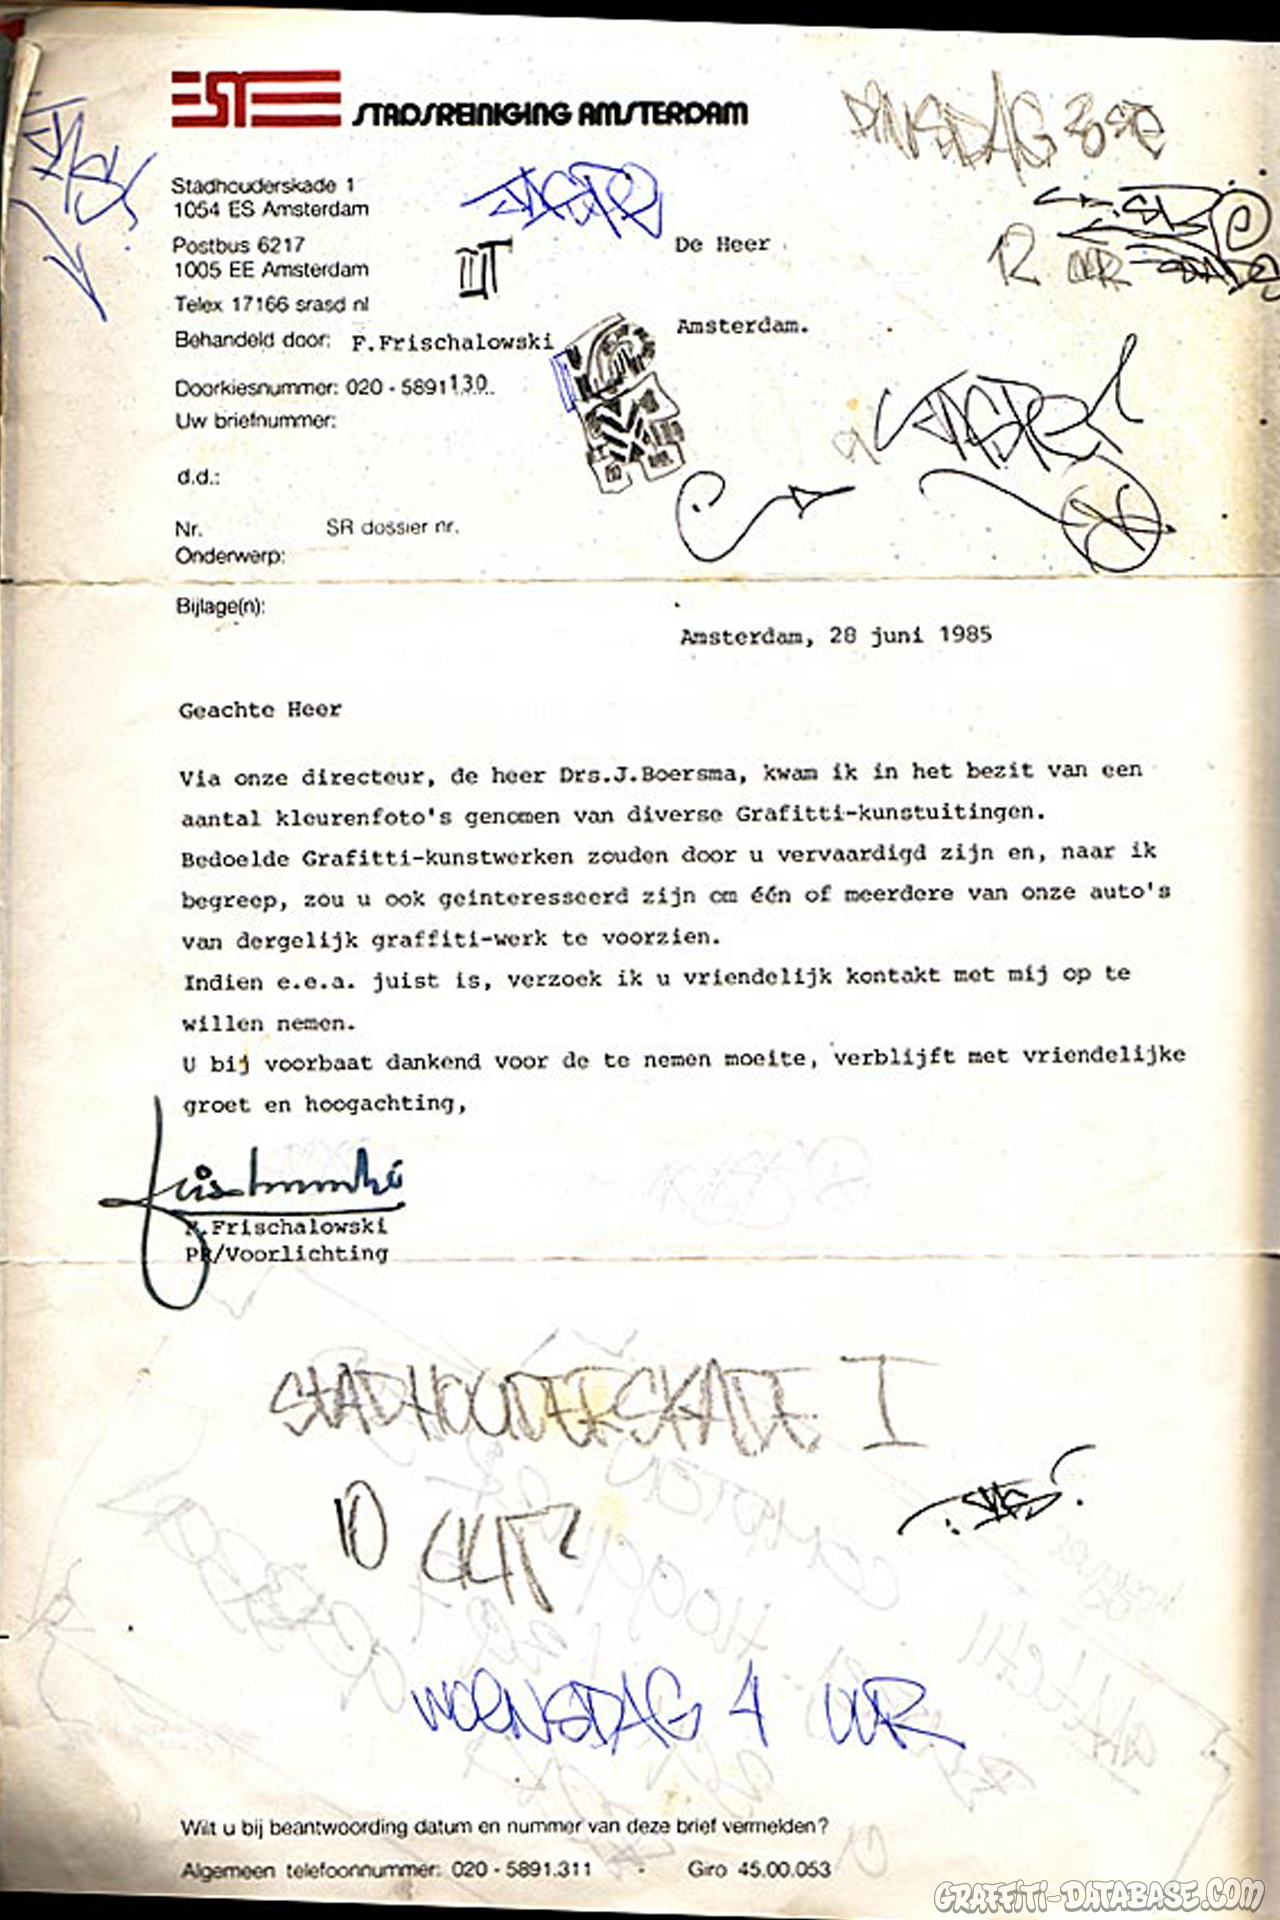 STADSREINIGING AMSTERDAM
DINSDAG 3
12 UUR
Stadhouderskade 1
1054 ES Amsterdam
Postbus 6217
1005 EE Amsterdam
De Heer
Telex 17166 srasd nl
Amsterdam.
Behandeld door: F.Frischalowski
Doorkiesnummer: 020 - 5891130..
Uw briefnummer:
d.d.:
Nr. SR dossier nr.
Onderwerp:
Bijlage(n):
Amsterdam, 28 juni 1985
Geachte Heer
Via onze directeur, de heer Drs.J.Boersma, kwam ik in het bezit van een
aantal kleurenfoto's genomen van diverse Grafitti-kunstuitingen.
Bedoelde Grafitti-kunstwerken zouden door u vervaardigd zijn en, naar ik
begreep, zou u ook geinteresseerd zijn om één of meerdere van onze auto's
van dergelijk graffiti-werk te voorzien.
Indien e.e.a. juist is, verzoek ik u vriendelijk kontakt met mij op te
willen nemen.
U bij voorbaat dankend voor de te nemen moeite, verblijft met vriendelijke
groet en hoogachting,
F.Frischalowski
PR/Voorlichting
STADHOUDERSKADE I
10
WOENSDAG 4 UUR
Wilt u bij beantwoording datum en nummer van deze brief vermelden?
Algemeen telefoonnummer: 020 - 5891.311 - Giro 45.00.053
GRAFFITI-DATABASE.COM